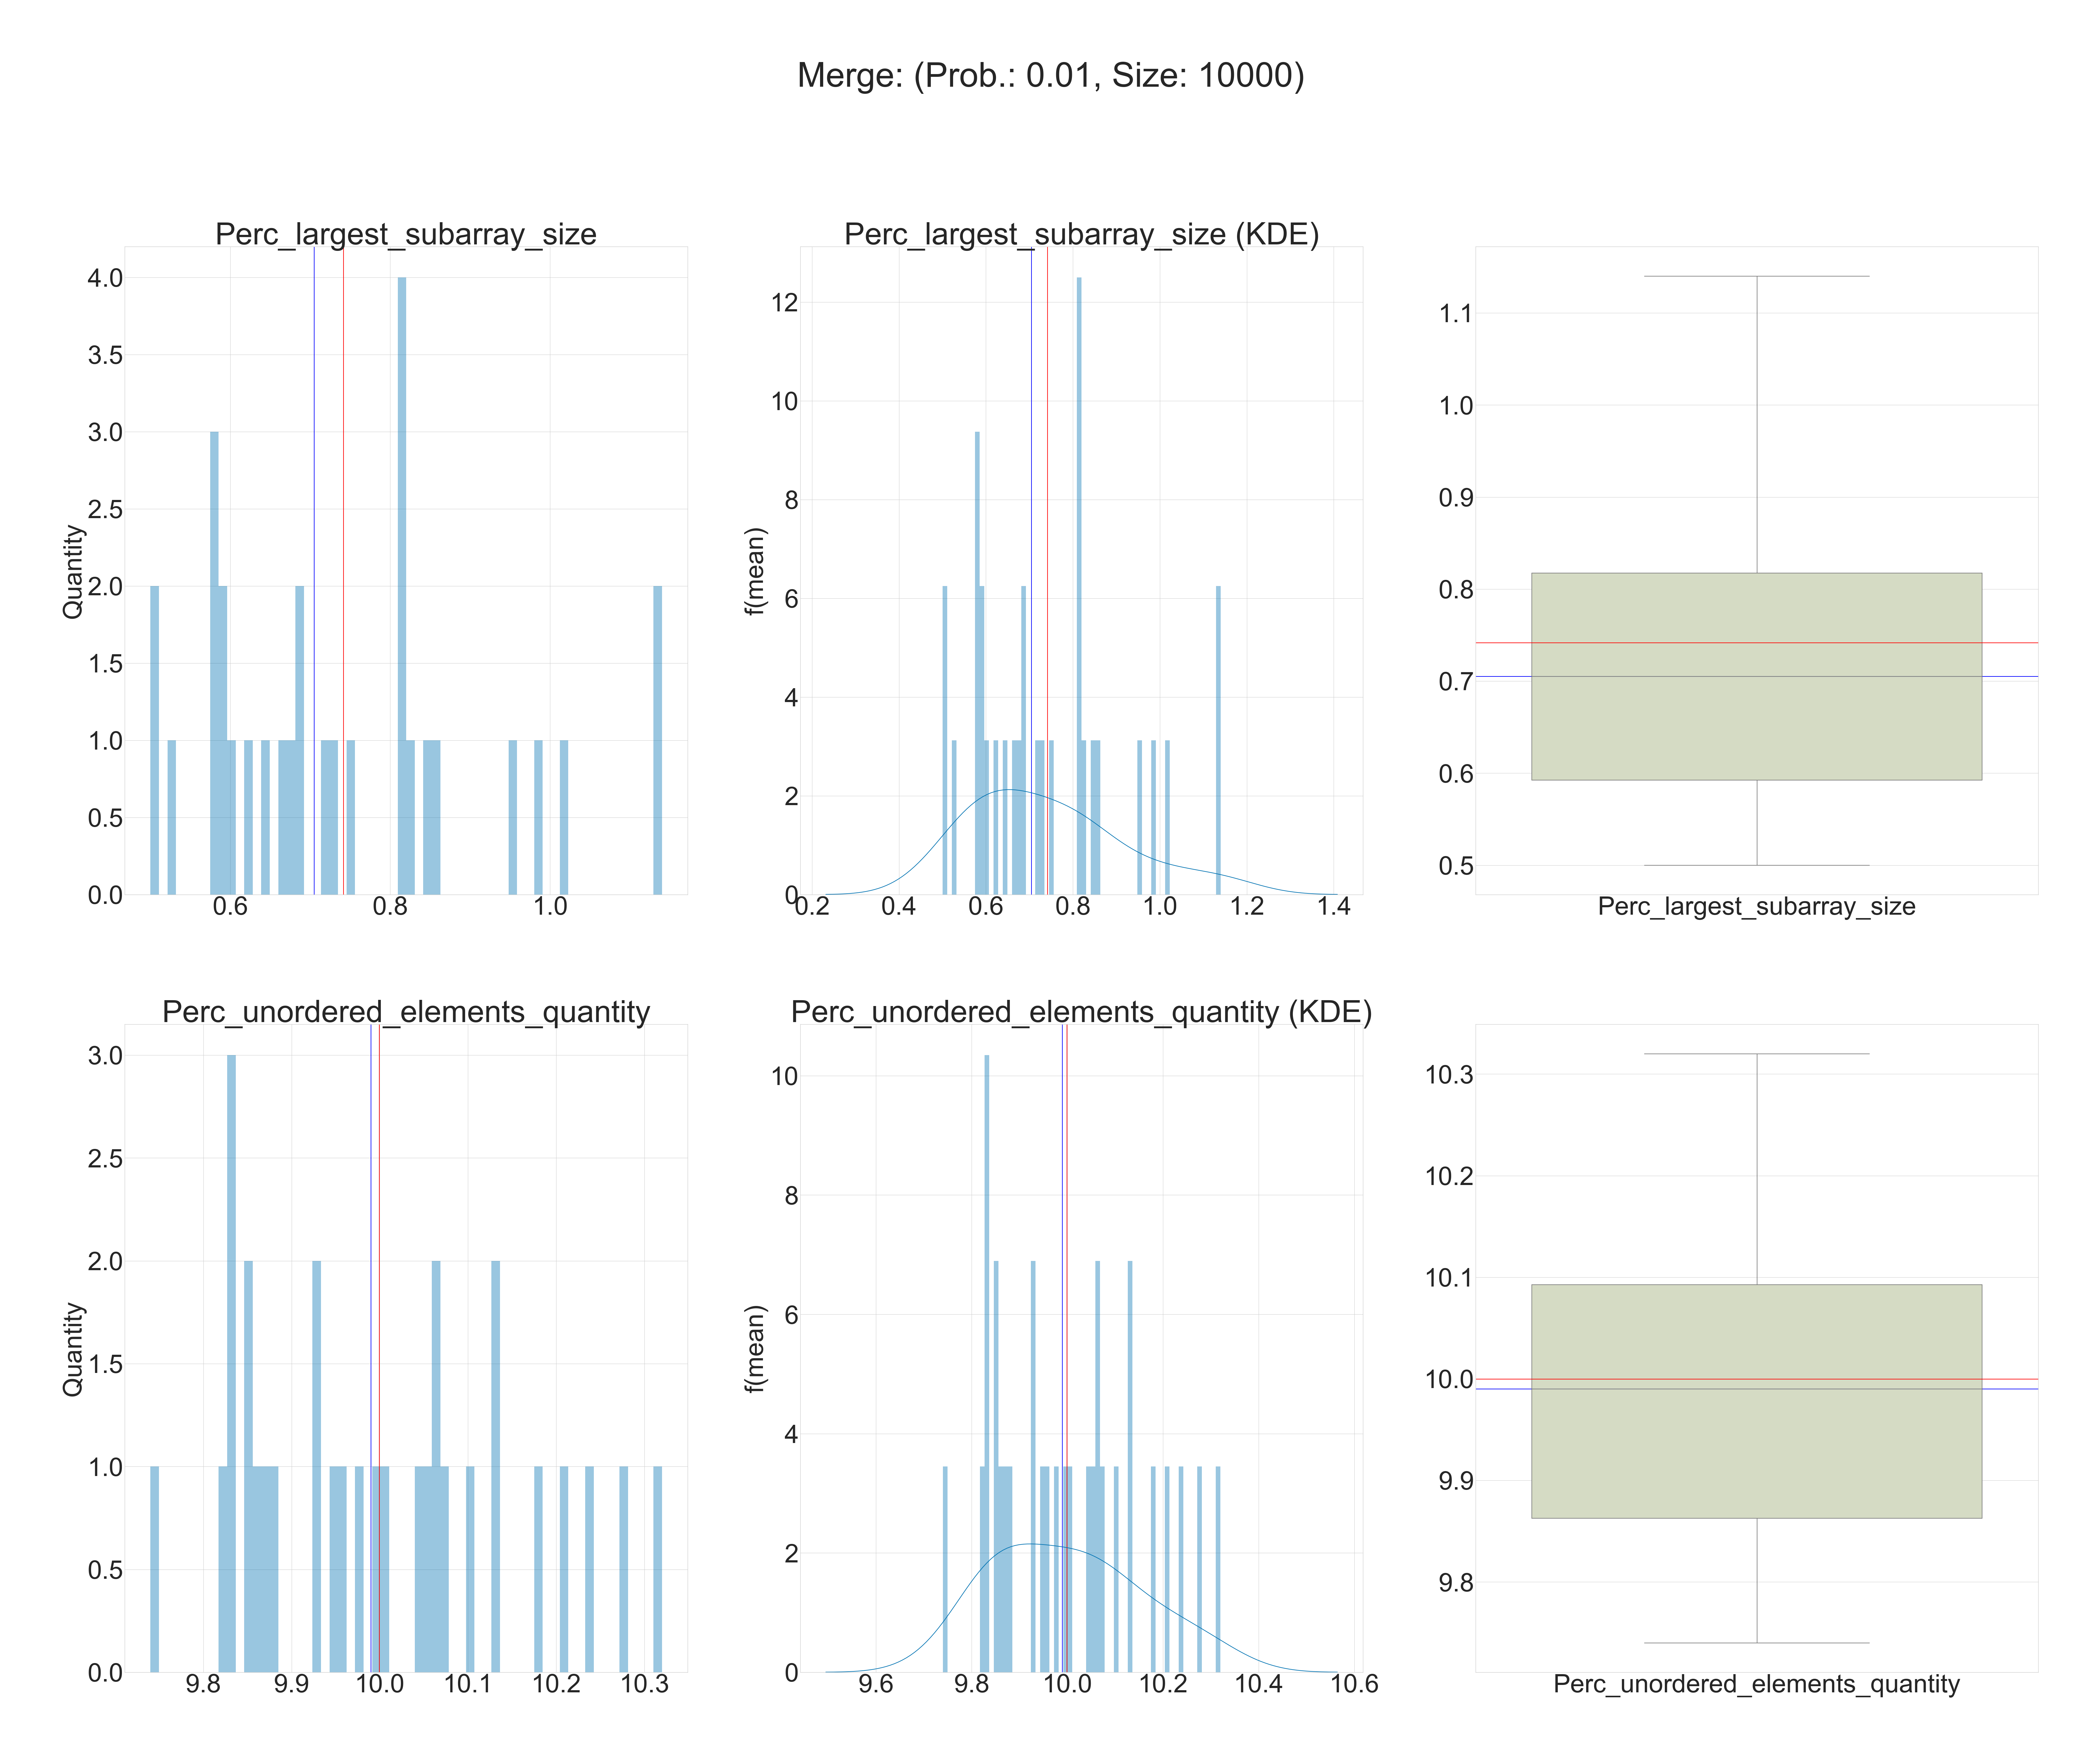 Merge: (Prob.: 0.01, Size: 10000)
Perc_largest_subarray_size
Quantity
4.0
3.5
3.0
2.5
2.0
1.5
1.0
0.5
0.0
0.6 0.8 1.0
Perc_largest_subarray_size (KDE)
f(mean)
12
10
8
6
4
2
0
0.2 0.4 0.6 0.8 1.0 1.2 1.4
1.1
1.0
0.9
0.8
0.7
0.6
0.5
Perc_largest_subarray_size
Perc_unordered_elements_quantity
Quantity
3.0
2.5
2.0
1.5
1.0
0.5
0.0
9.8 9.9 10.0 10.1 10.2 10.3
Perc_unordered_elements_quantity (KDE)
f(mean)
10
8
6
4
2
0
9.6 9.8 10.0 10.2 10.4 10.6
10.3
10.2
10.1
10.0
9.9
9.8
Perc_unordered_elements_quantity